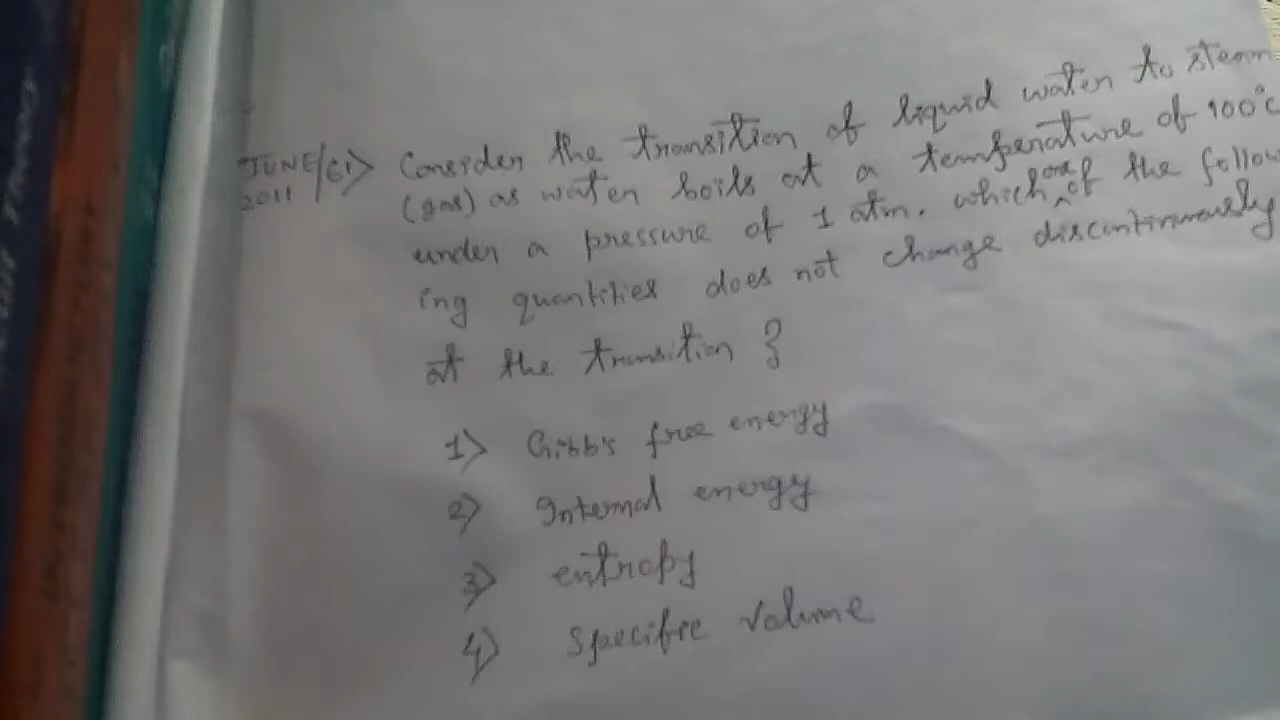 JUNE/61> Consider the transition of liquid water to steam
2011 (gas) as water boils at a temperature of 100°C
under a pressure of 1 atm. which one of the follow
ing quantities does not change discontinuously
at the transition ?
1> Gibb's free energy
2> Internal energy
3> entropy
4> Specific volume